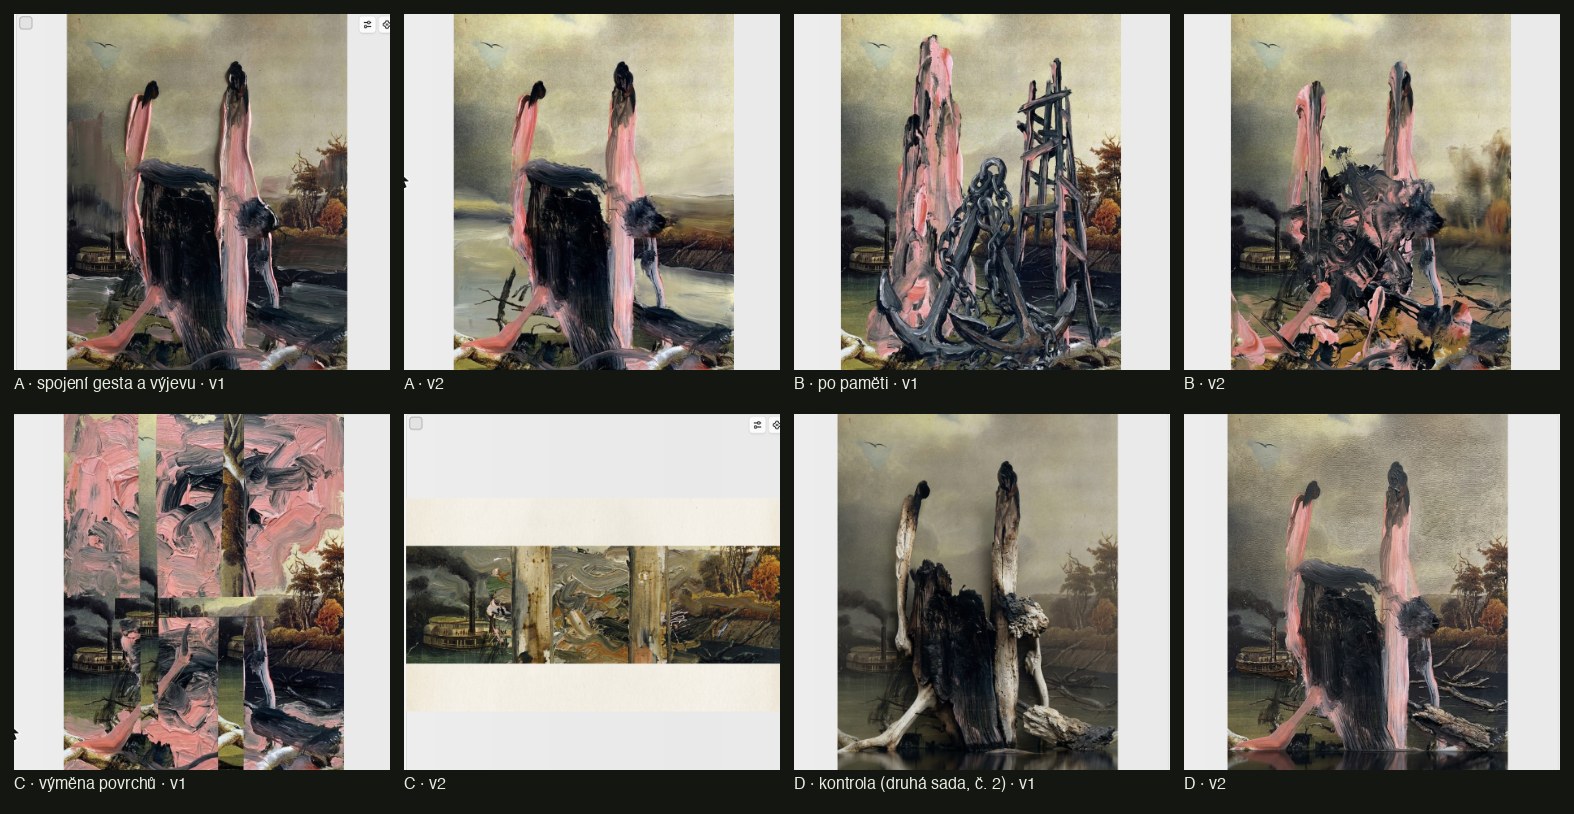 A · spojení gesta a výjevu · v1
A · v2
B · po paměti · v1
B · v2
C · výměna povrchů · v1
C · v2
D · kontrola (druhá sada, č. 2) · v1
D · v2